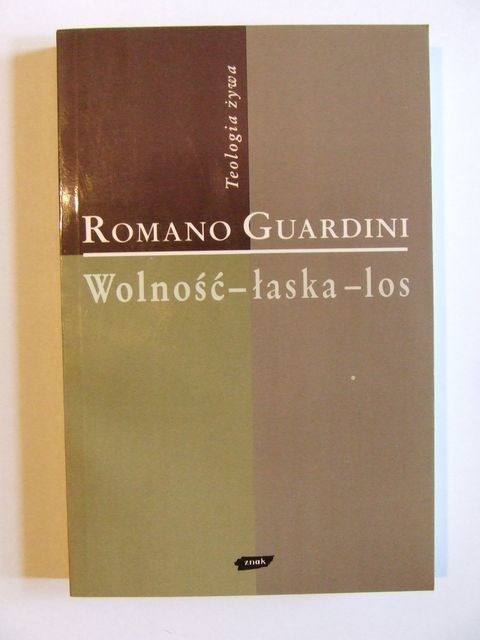 Teologia żywa
ROMANO GUARDINI
Wolność – łaska – los
znak